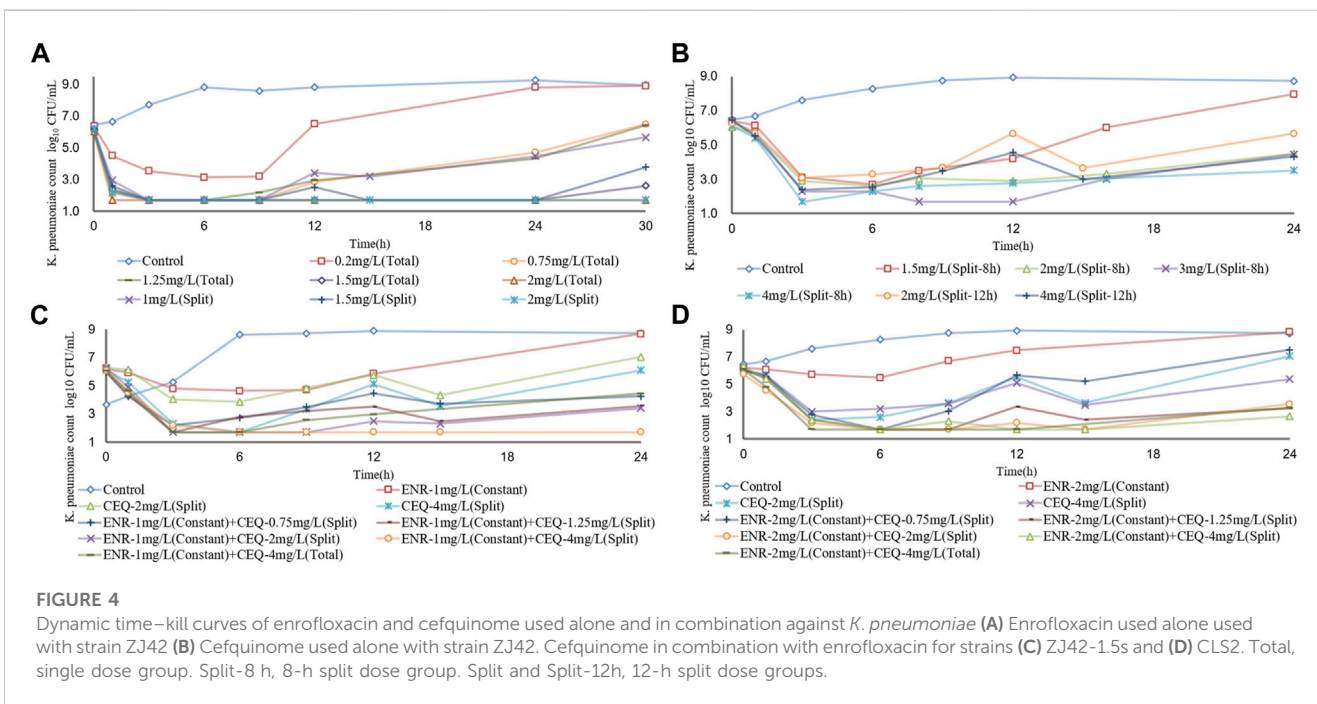 A
K. pneumoniae count log10 CFU/mL
9.0
7.0
5.0
3.0
1.0
0 6 12 18 24 30
Time(h)
Control 0.2mg/L(Total) 0.75mg/L(Total)
1.25mg/L(Total) 1.5mg/L(Total) 2mg/L(Total)
1mg/L(Split) 1.5mg/L(Split) 2mg/L(Split)
B
K. pneumoniae count log10 CFU/mL
9.0
7.0
5.0
3.0
1.0
0 6 12 18 24
Time(h)
Control 1.5mg/L(Split-8h) 2mg/L(Split-8h) 3mg/L(Split-8h)
4mg/L(Split-8h) 2mg/L(Split-12h) 4mg/L(Split-12h)
C
K. pneumoniae count log10 CFU/mL
9
7
5
3
1
0 6 12 18 24
Time(h)
Control ENR-1mg/L(Constant)
CEQ-2mg/L(Split) CEQ-4mg/L(Split)
ENR-1mg/L(Constant)+CEQ-0.75mg/L(Split) ENR-1mg/L(Constant)+CEQ-1.25mg/L(Split)
ENR-1mg/L(Constant)+CEQ-2mg/L(Split) ENR-1mg/L(Constant)+CEQ-4mg/L(Split)
ENR-1mg/L(Constant)+CEQ-4mg/L(Total)
D
K. pneumoniae count log10 CFU/mL
9
7
5
3
1
0 6 12 18 24
Time(h)
Control ENR-2mg/L(Constant)
CEQ-2mg/L(Split) CEQ-4mg/L(Split)
ENR-2mg/L(Constant)+CEQ-0.75mg/L(Split) ENR-2mg/L(Constant)+CEQ-1.25mg/L(Split)
ENR-2mg/L(Constant)+CEQ-2mg/L(Split) ENR-2mg/L(Constant)+CEQ-4mg/L(Split)
ENR-2mg/L(Constant)+CEQ-4mg/L(Total)
FIGURE 4
Dynamic time–kill curves of enrofloxacin and cefquinome used alone and in combination against K. pneumoniae (A) Enrofloxacin used alone used
with strain ZJ42 (B) Cefquinome used alone with strain ZJ42. Cefquinome in combination with enrofloxacin for strains (C) ZJ42-1.5s and (D) CLS2. Total,
single dose group. Split-8 h, 8-h split dose group. Split and Split-12h, 12-h split dose groups.